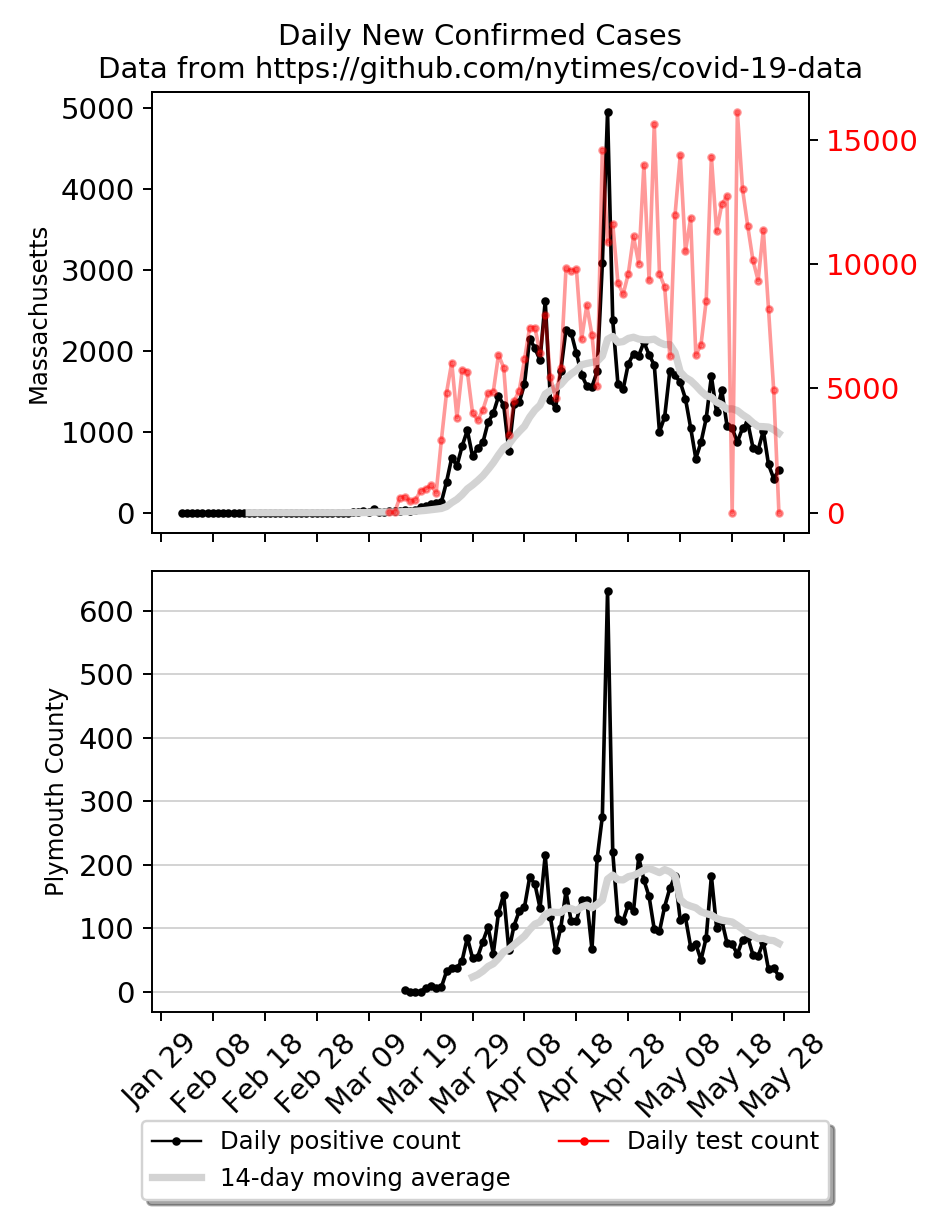 Daily New Confirmed Cases
Data from https://github.com/nytimes/covid-19-data
Massachusetts
5000
4000
3000
2000
1000
0
15000
10000
5000
0
Plymouth County
600
500
400
300
200
100
0
Jan 29
Feb 08
Feb 18
Feb 28
Mar 09
Mar 19
Mar 29
Apr 08
Apr 18
Apr 28
May 08
May 18
May 28
Daily positive count
14-day moving average
Daily test count